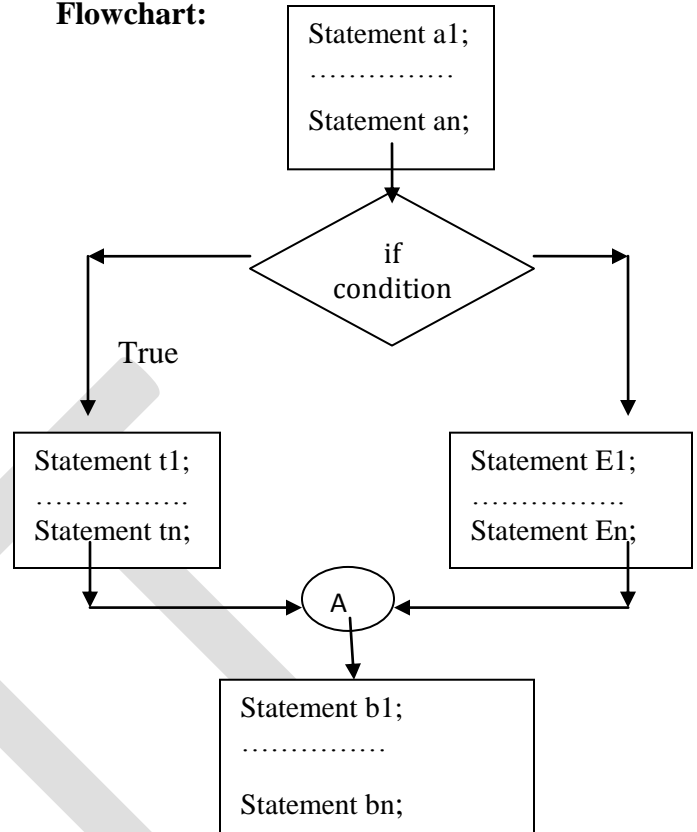 Flowchart:
Statement a1;
……………
Statement an;
if
condition
True
Statement t1;
…………….
Statement tn;
Statement E1;
…………….
Statement En;
A
Statement b1;
……………
Statement bn;